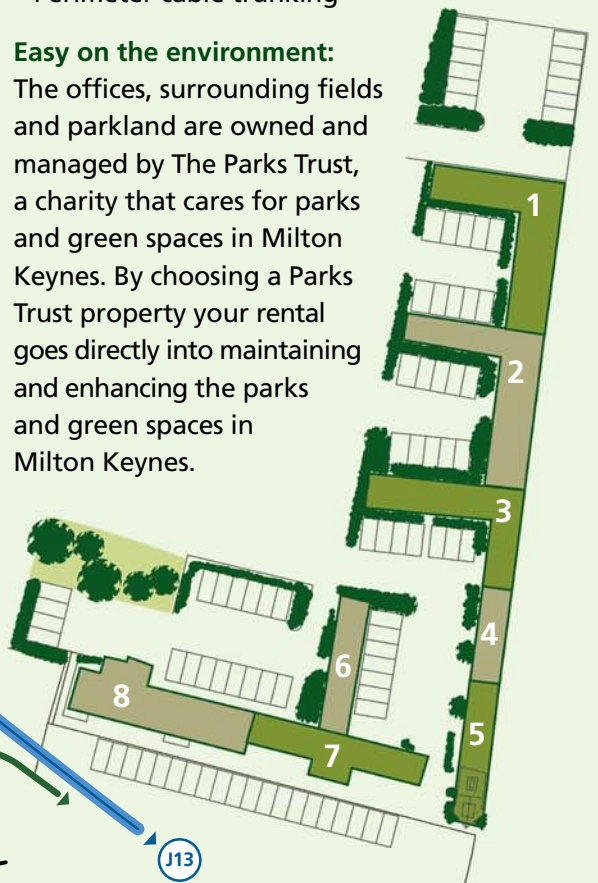 Perimeter cable trunking
Easy on the environment:
The offices, surrounding fields
and parkland are owned and
managed by The Parks Trust,
a charity that cares for parks
and green spaces in Milton
Keynes. By choosing a Parks
Trust property your rental
goes directly into maintaining
and enhancing the parks
and green spaces in
Milton Keynes.
1
2
3
4
5
6
7
8
J13